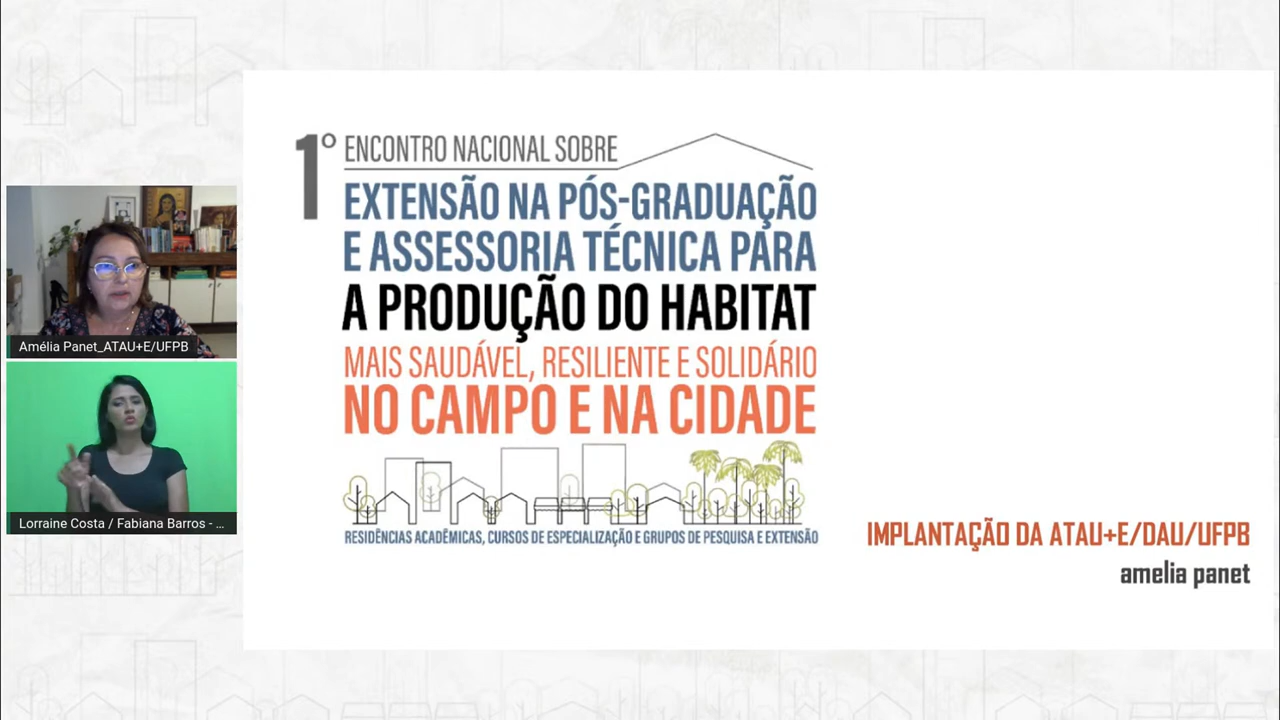 1º ENCONTRO NACIONAL SOBRE
EXTENSÃO NA PÓS-GRADUAÇÃO
E ASSESSORIA TÉCNICA PARA
A PRODUÇÃO DO HABITAT
MAIS SAUDÁVEL, RESILIENTE E SOLIDÁRIO
NO CAMPO E NA CIDADE
RESIDÊNCIAS ACADÊMICAS, CURSOS DE ESPECIALIZAÇÃO E GRUPOS DE PESQUISA E EXTENSÃO
IMPLANTAÇÃO DA ATAU+E/DAU/UFPB
amelia panet
Amélia Panet_ATAU+E/UFPB
Lorraine Costa / Fabiana Barros - ...